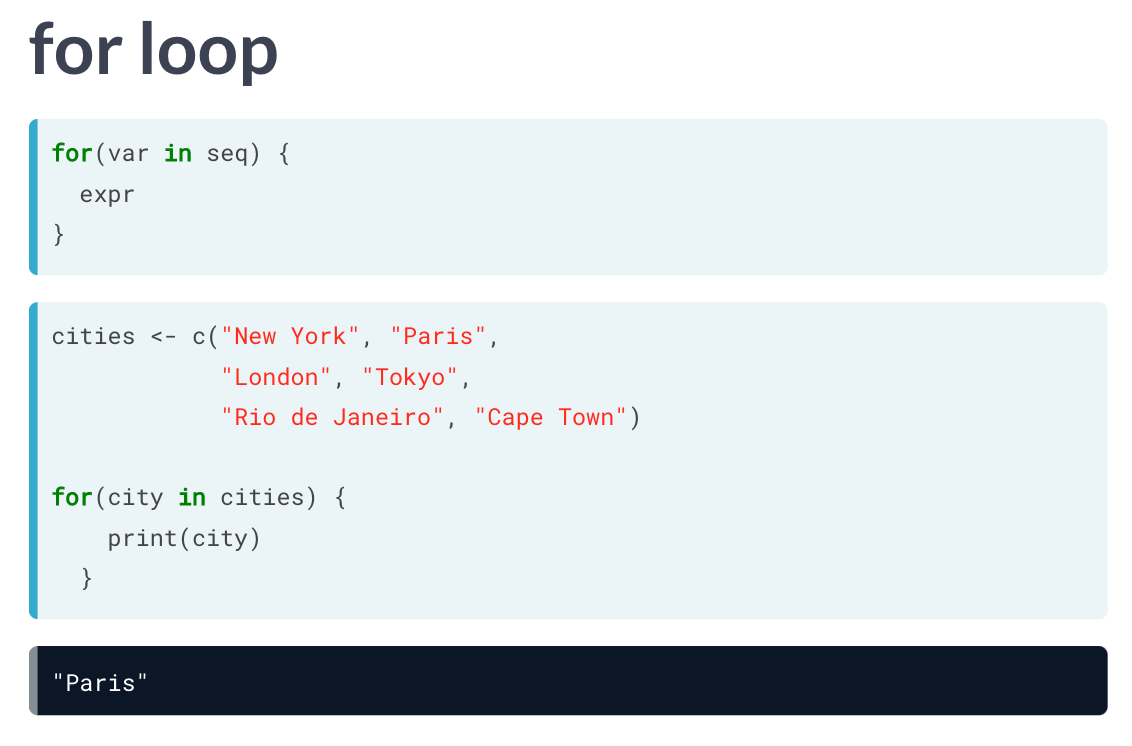 for loop
for(var in seq) {
  expr
}
cities <- c("New York", "Paris",
            "London", "Tokyo",
            "Rio de Janeiro", "Cape Town")
for(city in cities) {
    print(city)
  }
"Paris"